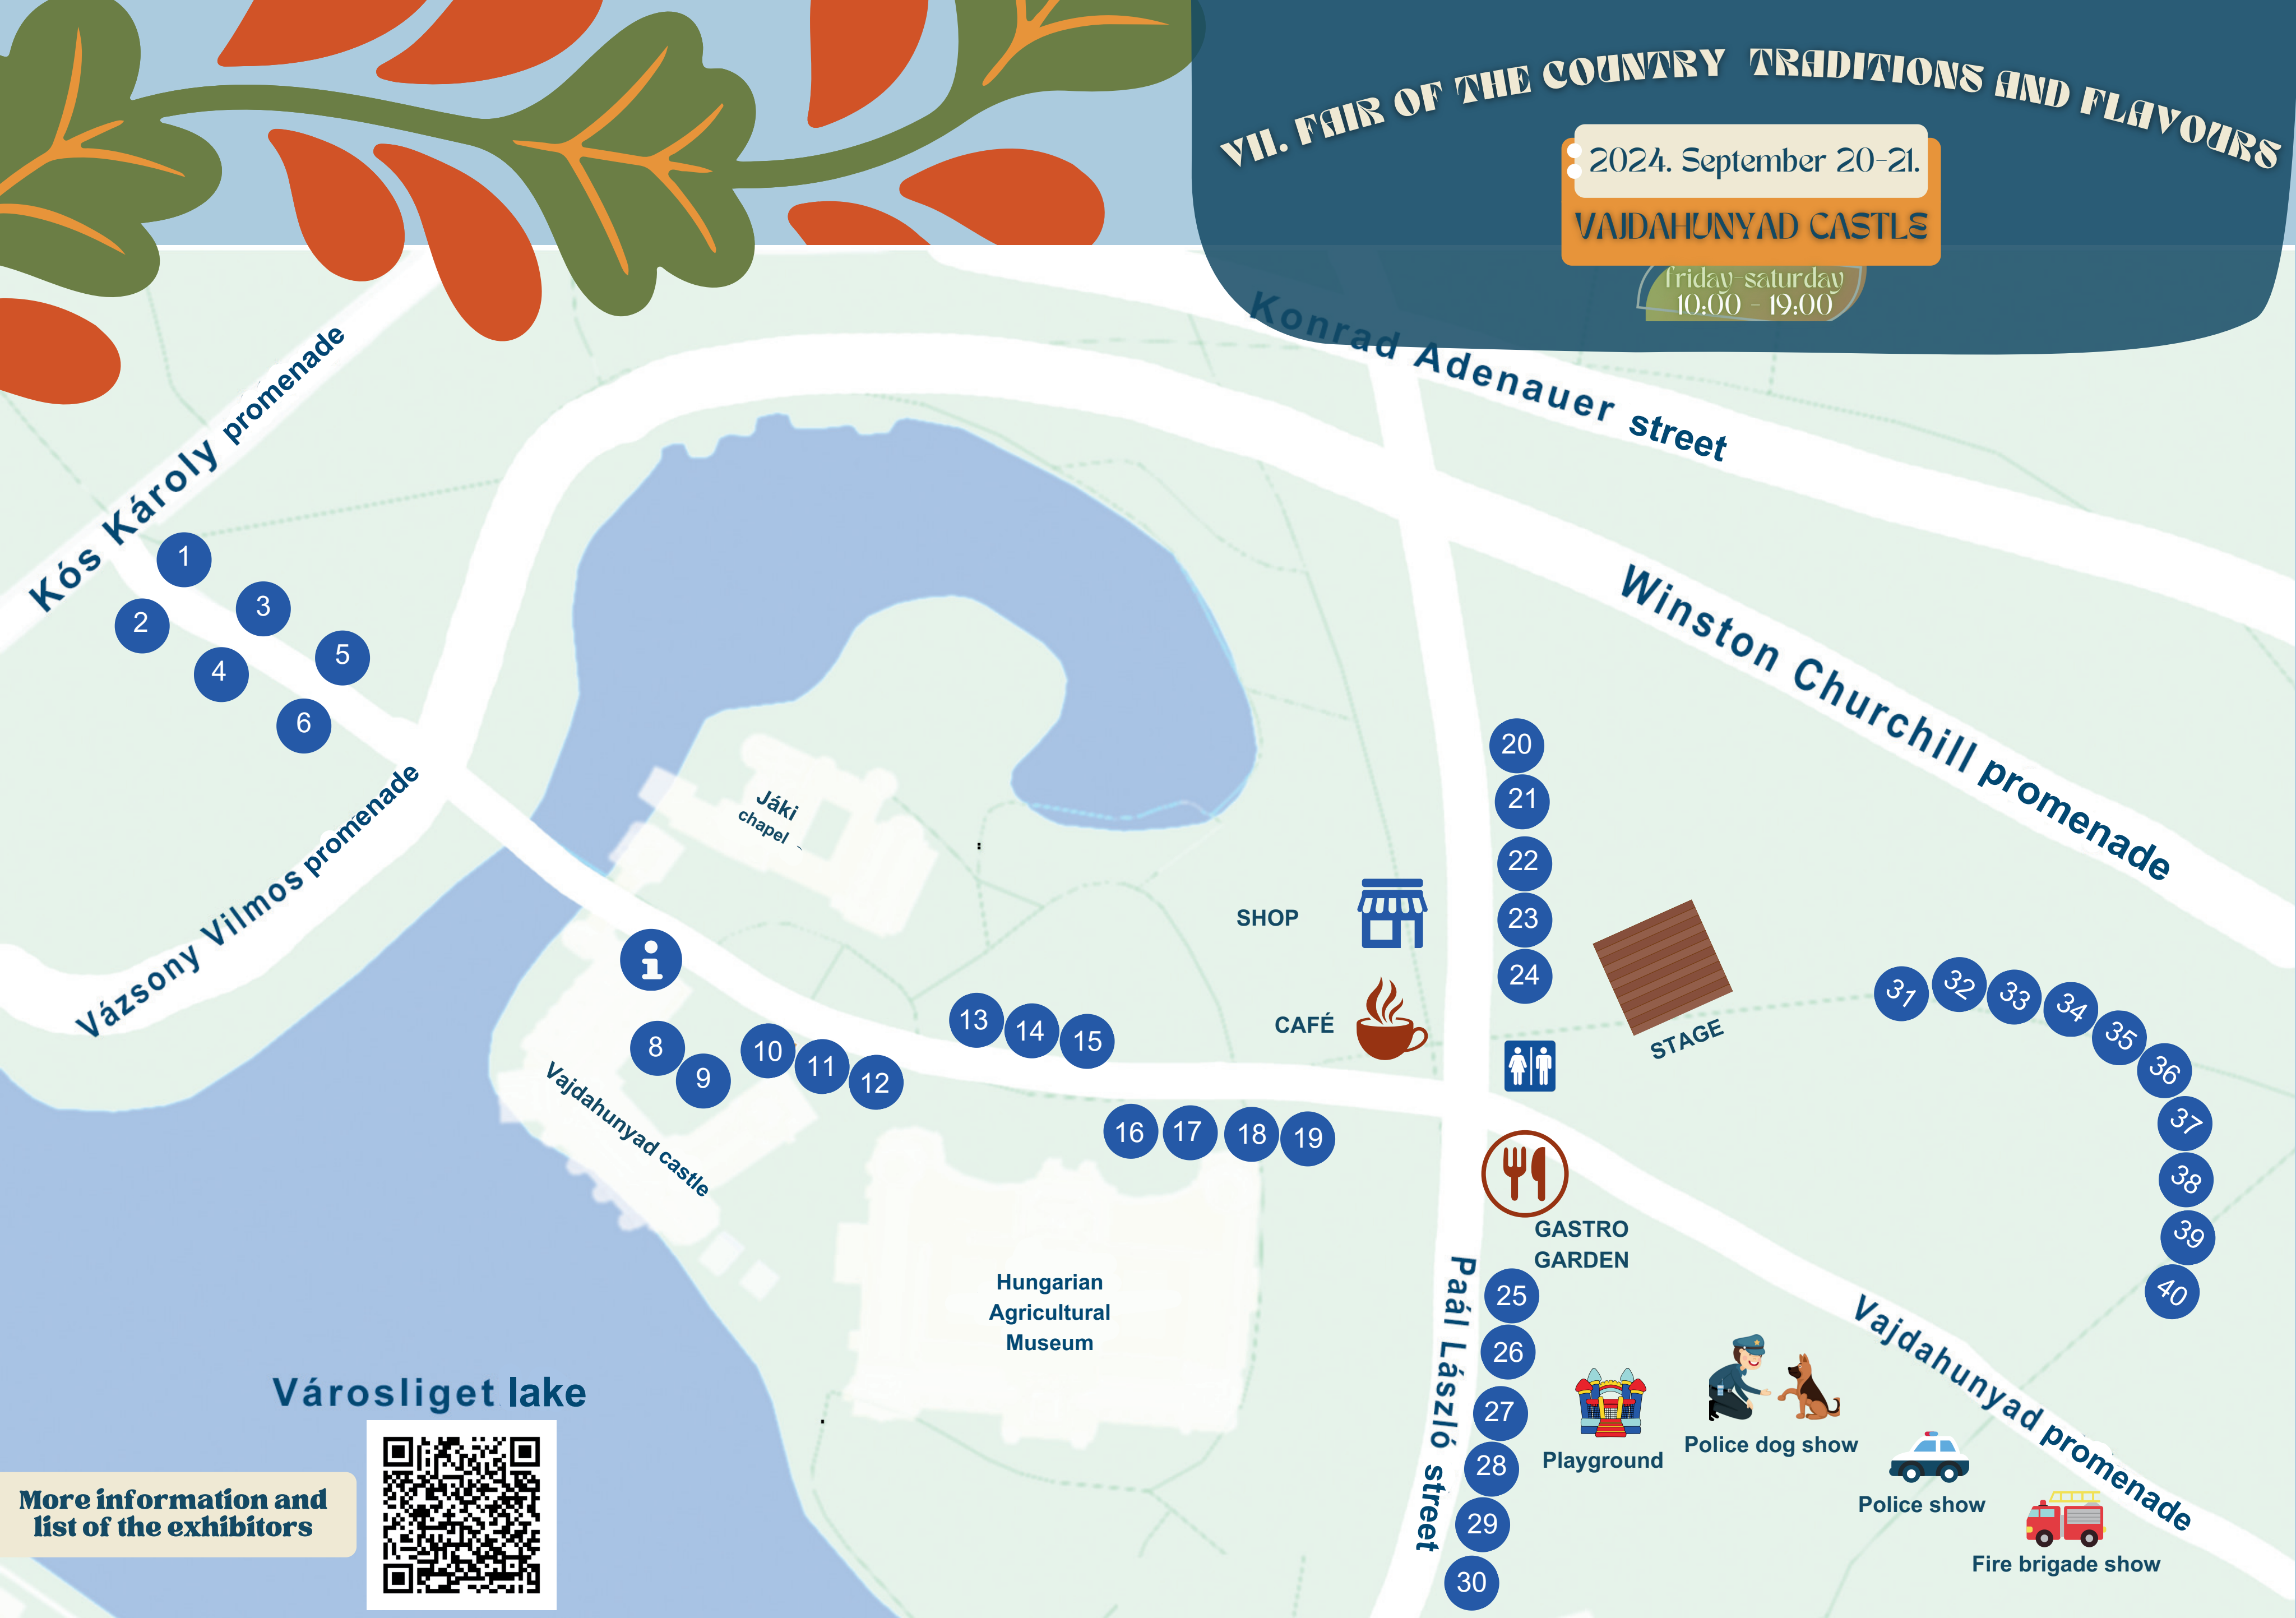 VII. FAIR OF THE COUNTRY TRADITIONS AND FLAVOURS
2024. September 20-21.
VAJDAHUNYAD CASTLE
friday-saturday
10:00 - 19:00
Konrad Adenauer street
Kós Károly promenade
Winston Churchill promenade
1
2
3
4
5
6
Vázsony Vilmos promenade
Jáki
chapel -
i
8
9
10
11
12
13
14
15
16
17
18
19
Vajdahunyad castle
Hungarian
Agricultural
Museum
SHOP
CAFÉ
20
21
22
23
24
STAGE
31
32
33
34
35
36
37
38
39
40
GASTRO
GARDEN
Paál László street
25
26
27
28
29
30
Playground
Police dog show
Police show
Fire brigade show
Vajdahunyad promenade
Városliget lake
More information and
list of the exhibitors